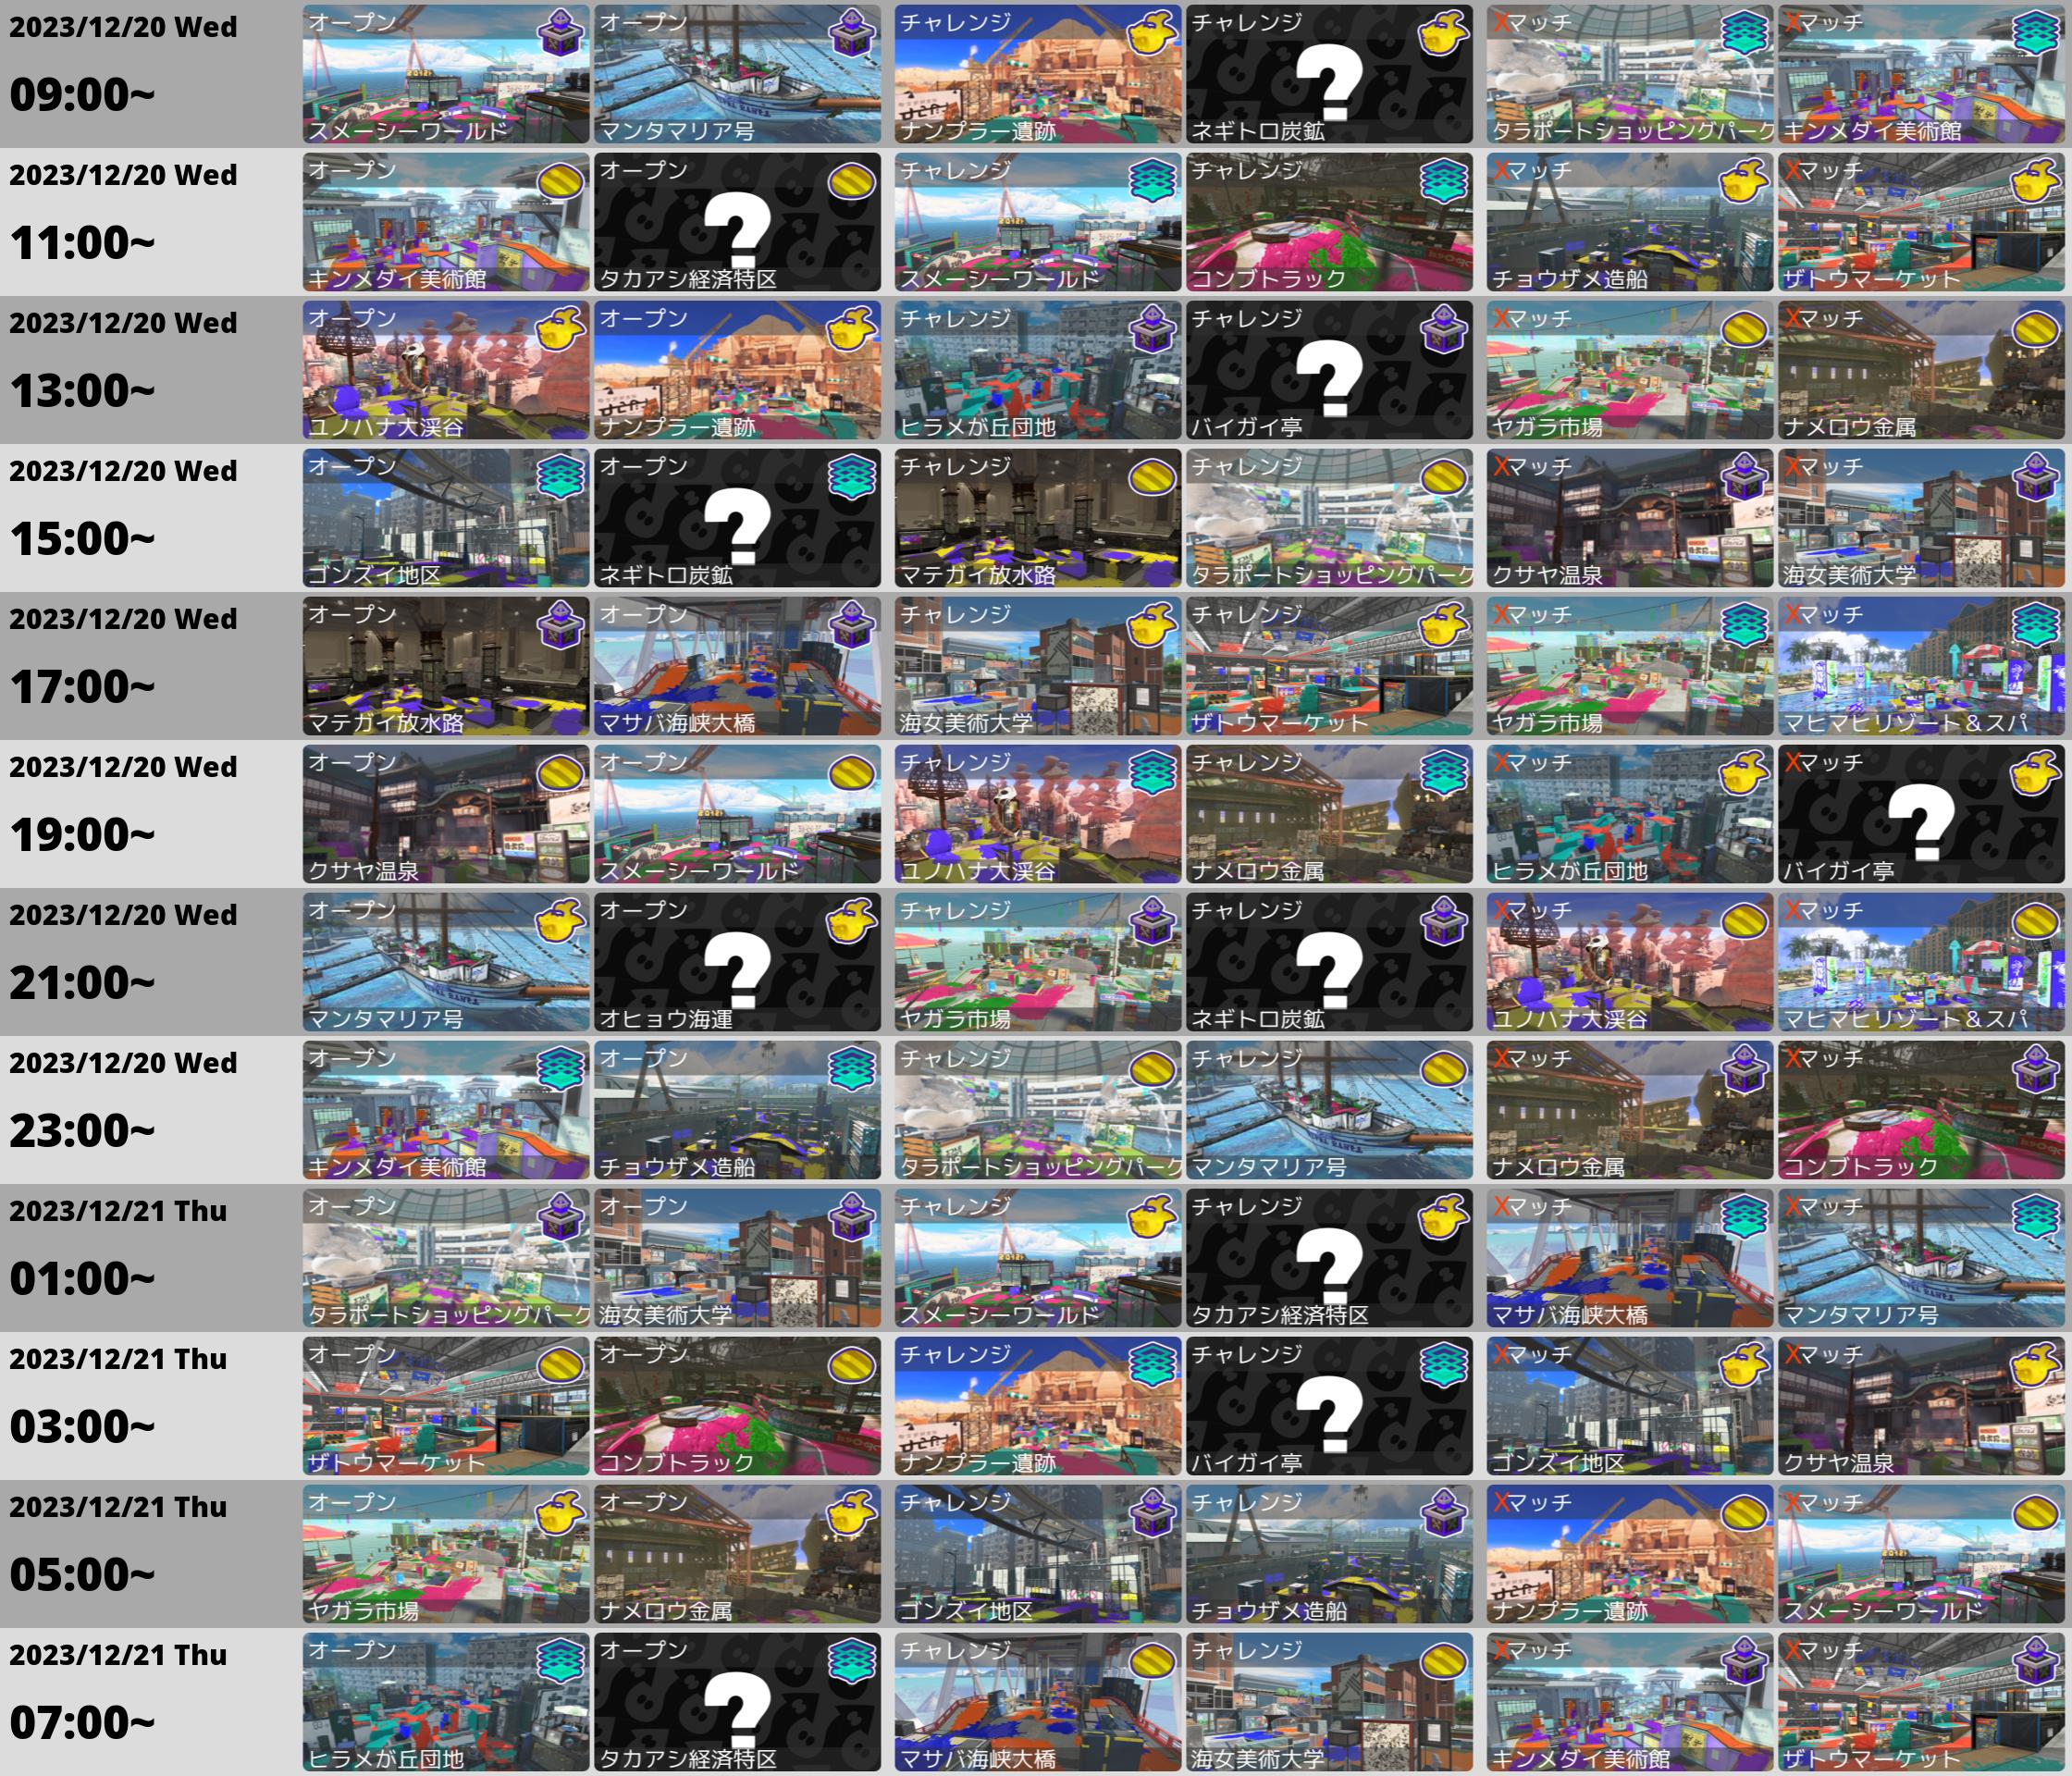 2023/12/20 Wed
09:00~
オープン スメーシーワールド
オープン マンタマリア号
チャレンジ ナンプラー遺跡
チャレンジ ネギトロ炭鉱
Xマッチ タラポートショッピングパーク
Xマッチ キンメダイ美術館
2023/12/20 Wed
11:00~
オープン キンメダイ美術館
オープン タカアシ経済特区
チャレンジ スメーシーワールド
チャレンジ コンブトラック
Xマッチ チョウザメ造船
Xマッチ ザトウマーケット
2023/12/20 Wed
13:00~
オープン ユノハナ大渓谷
オープン ナンプラー遺跡
チャレンジ ヒラメが丘団地
チャレンジ バイガイ亭
Xマッチ ヤガラ市場
Xマッチ ナメロウ金属
2023/12/20 Wed
15:00~
オープン ゴンズイ地区
オープン ネギトロ炭鉱
チャレンジ マテガイ放水路
チャレンジ タラポートショッピングパーク
Xマッチ クサヤ温泉
Xマッチ 海女美術大学
2023/12/20 Wed
17:00~
オープン マテガイ放水路
オープン マサバ海峡大橋
チャレンジ 海女美術大学
チャレンジ ザトウマーケット
Xマッチ ヤガラ市場
Xマッチ マヒマヒリゾート＆スパ
2023/12/20 Wed
19:00~
オープン クサヤ温泉
オープン スメーシーワールド
チャレンジ ユノハナ大渓谷
チャレンジ ナメロウ金属
Xマッチ ヒラメが丘団地
Xマッチ バイガイ亭
2023/12/20 Wed
21:00~
オープン マンタマリア号
オープン オヒョウ海運
チャレンジ ヤガラ市場
チャレンジ ネギトロ炭鉱
Xマッチ ユノハナ大渓谷
Xマッチ マヒマヒリゾート＆スパ
2023/12/20 Wed
23:00~
オープン キンメダイ美術館
オープン チョウザメ造船
チャレンジ タラポートショッピングパーク
チャレンジ マンタマリア号
Xマッチ ナメロウ金属
Xマッチ コンブトラック
2023/12/21 Thu
01:00~
オープン タラポートショッピングパーク
オープン 海女美術大学
チャレンジ スメーシーワールド
チャレンジ タカアシ経済特区
Xマッチ マサバ海峡大橋
Xマッチ マンタマリア号
2023/12/21 Thu
03:00~
オープン ザトウマーケット
オープン コンブトラック
チャレンジ ナンプラー遺跡
チャレンジ バイガイ亭
Xマッチ ゴンズイ地区
Xマッチ クサヤ温泉
2023/12/21 Thu
05:00~
オープン ヤガラ市場
オープン ナメロウ金属
チャレンジ ゴンズイ地区
チャレンジ チョウザメ造船
Xマッチ ナンプラー遺跡
Xマッチ スメーシーワールド
2023/12/21 Thu
07:00~
オープン ヒラメが丘団地
オープン タカアシ経済特区
チャレンジ マサバ海峡大橋
チャレンジ 海女美術大学
Xマッチ キンメダイ美術館
Xマッチ ザトウマーケット